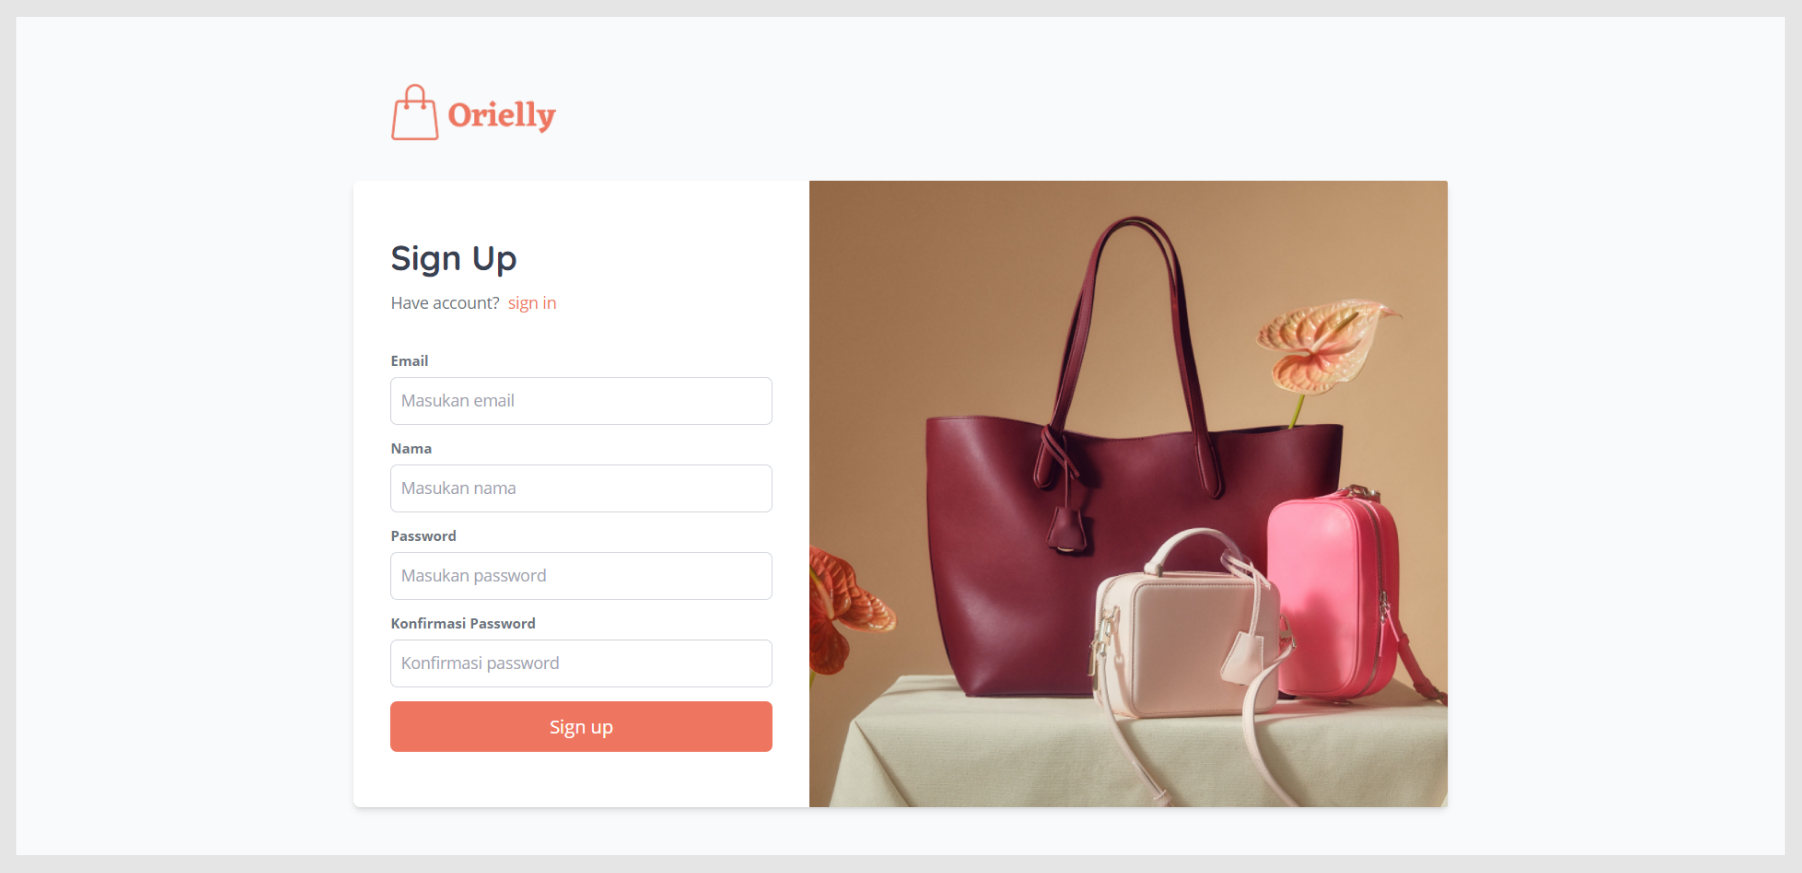 Orielly
Sign Up
Have account? sign in
Email
Masukan email
Nama
Masukan nama
Password
Masukan password
Konfirmasi Password
Konfirmasi password
Sign up